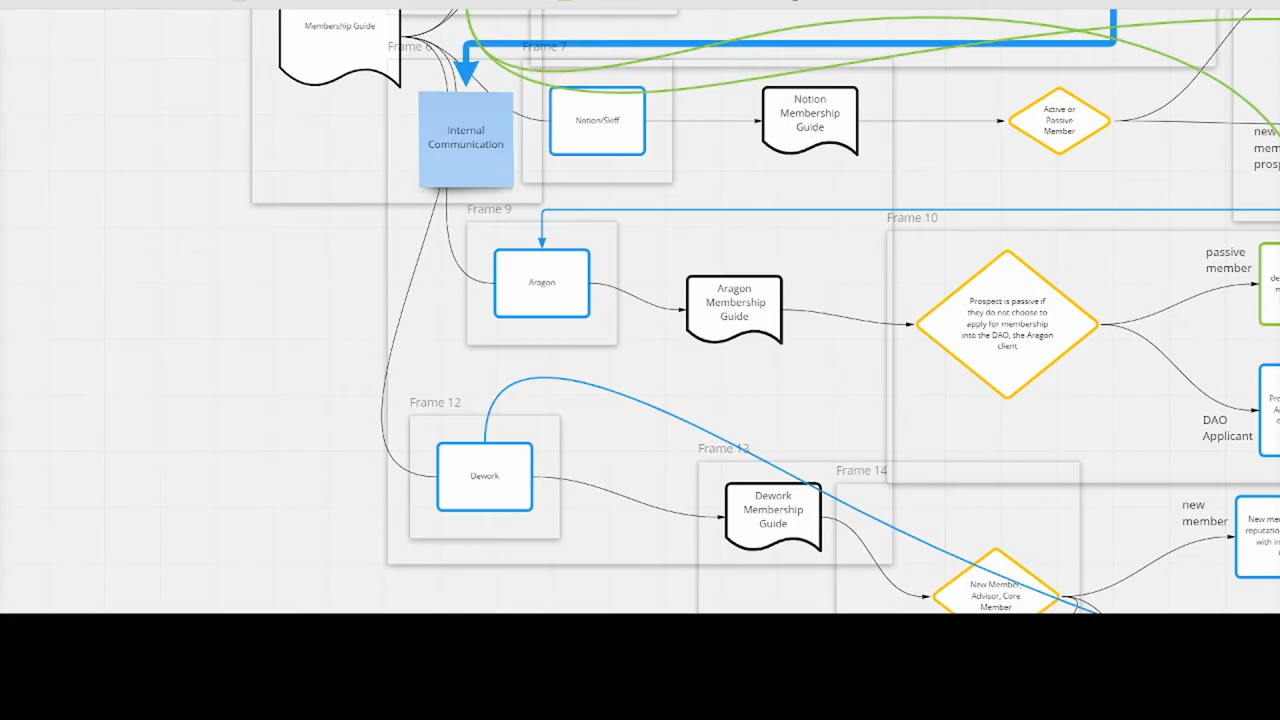 Membership Guide
Frame 6
Frame 7
Internal
Communication
Notion/Skiff
Notion
Membership
Guide
Active or
Passive
Member
new
Frame 9
Aragon
Aragon
Membership
Guide
Frame 10
Prospect is passive if
they do not choose to
apply for membership
into the DAO, the Aragon
client
passive
member
DAO
Applicant
Frame 12
Dework
Frame 13
Dework
Membership
Guide
Frame 14
New Member,
Advisor, Core
Member
new
member